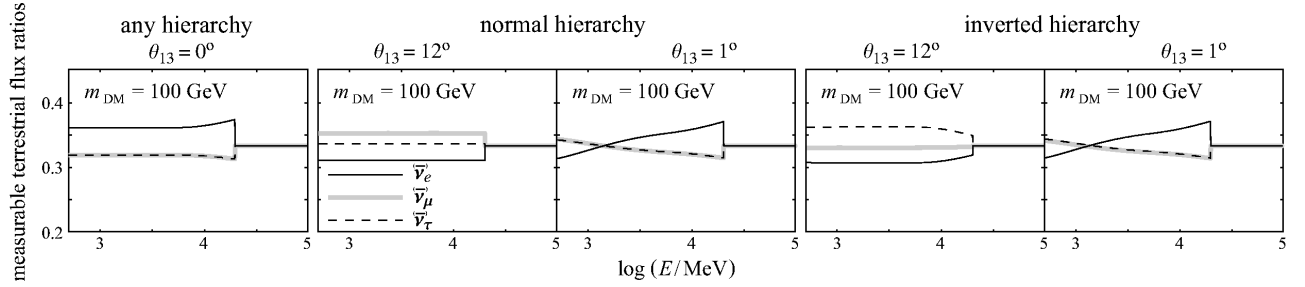 any hierarchy
normal hierarchy
inverted hierarchy
θ13 = 0°
θ13 = 12°
θ13 = 1°
θ13 = 12°
θ13 = 1°
measurable terrestrial flux ratios
0.4
0.3
0.2
mDM = 100 GeV
mDM = 100 GeV
mDM = 100 GeV
mDM = 100 GeV
mDM = 100 GeV
(ν̄)e
(ν̄)μ
(ν̄)τ
3 4 5
3 4 5
3 4 5
3 4 5
3 4 5
log (E/MeV)